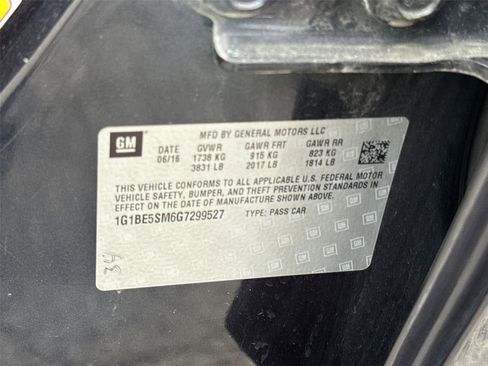 GM
MFD BY GENERAL MOTORS LLC
DATE GVWR GAWR FRT GAWR RR
06/16 1738 KG 915 KG 823 KG
3831 LB 2017 LB 1814 LB
THIS VEHICLE CONFORMS TO ALL APPLICABLE U.S. FEDERAL MOTOR
VEHICLE SAFETY, BUMPER, AND THEFT PREVENTION STANDARDS IN
EFFECT ON THE DATE OF MANUFACTURE SHOWN ABOVE.
1G1BE5SM6G7299527 TYPE: PASS CAR
34